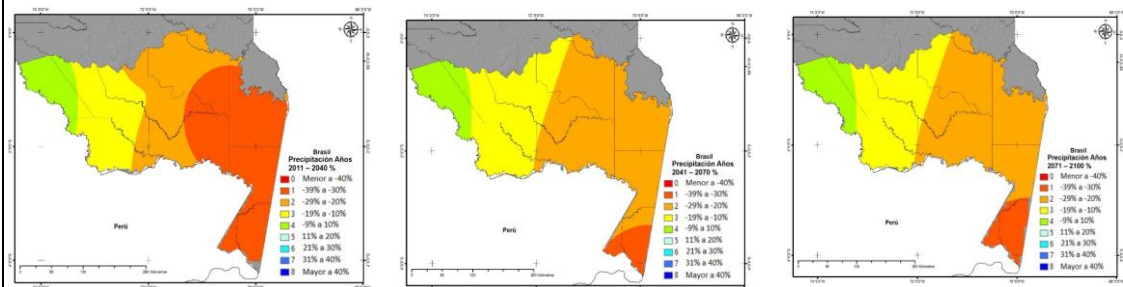 Brasil
Precipitación Años
2011 – 2040 %
0 Menor a -40%
1 -39% a -30%
2 -29% a -20%
3 -19% a -10%
4 -9% a 10%
5 11% a 20%
6 21% a 30%
7 31% a 40%
8 Mayor a 40%
Perú
Brasil
Precipitación Años
2041 - 2070 %
0 Menor a -40%
1 -39% a -30%
2 -29% a -20%
3 -19% a -10%
4 -9% a 10%
5 11% a 20%
6 21% a 30%
7 31% a 40%
8 Mayor a 40%
Perú
Brasil
Precipitación Años
2071 - 2100 %
0 Menor a -40%
1 -39% a -30%
2 -29% a -20%
3 -19% a -10%
4 -9% a 10%
5 11% a 20%
6 21% a 30%
7 31% a 40%
8 Mayor a 40%
Perú